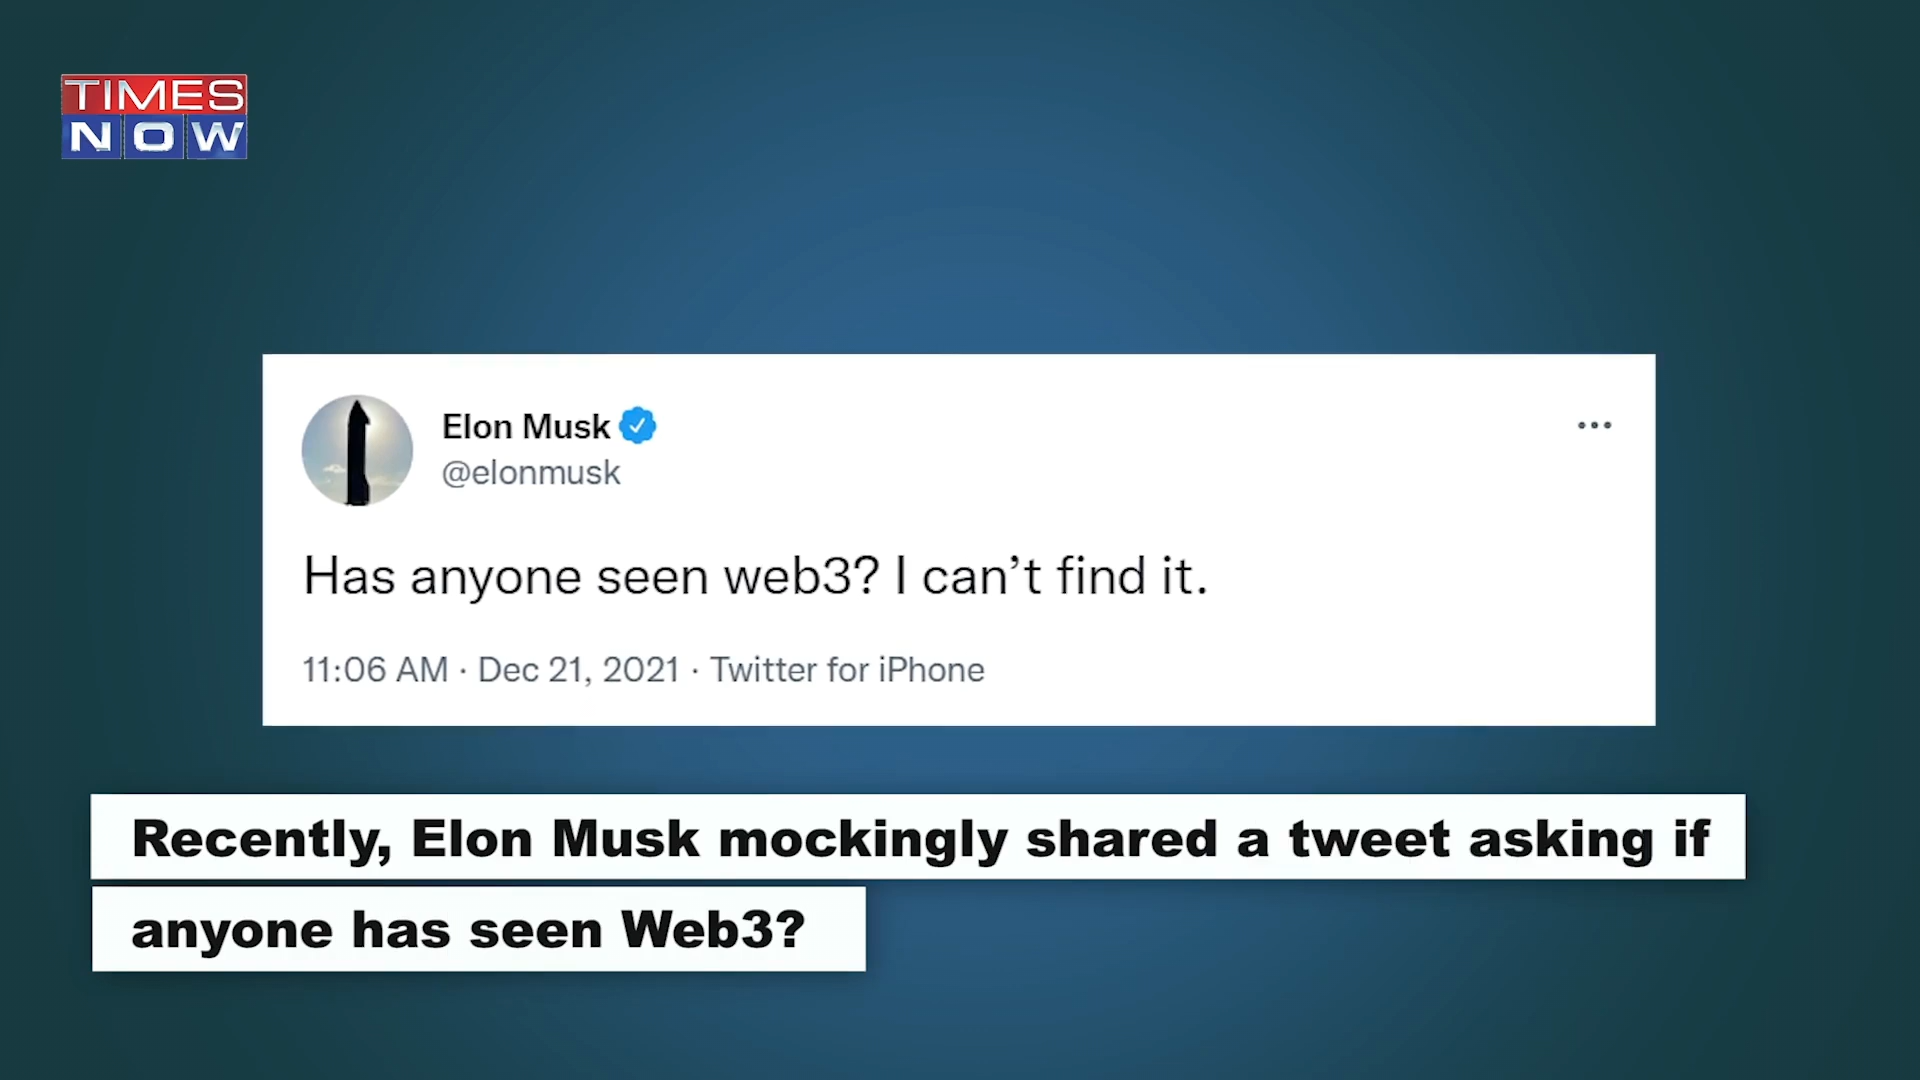 TIMES
NOW
Elon Musk
@elonmusk
Has anyone seen web3? I can’t find it.
11:06 AM · Dec 21, 2021 · Twitter for iPhone
Recently, Elon Musk mockingly shared a tweet asking if
anyone has seen Web3?